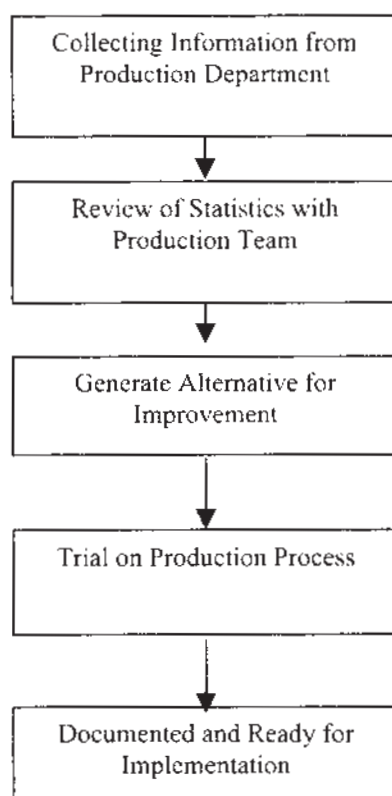 Collecting Information from
Production Department
Review of Statistics with
Production Team
Generate Alternative for
Improvement
Trial on Production Process
Documented and Ready for
Implementation